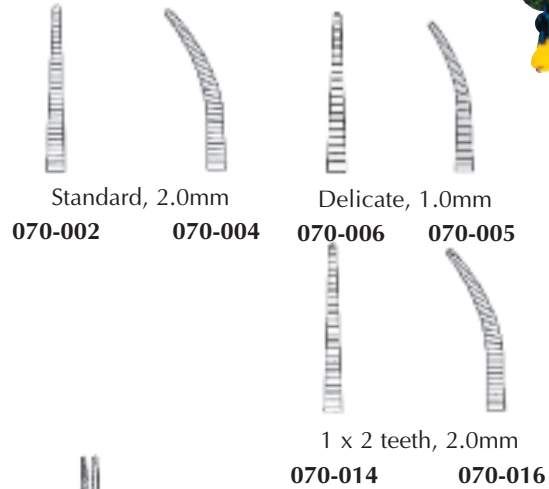 Standard, 2.0mm
070-002 070-004
Delicate, 1.0mm
070-006 070-005
1 x 2 teeth, 2.0mm
070-014 070-016